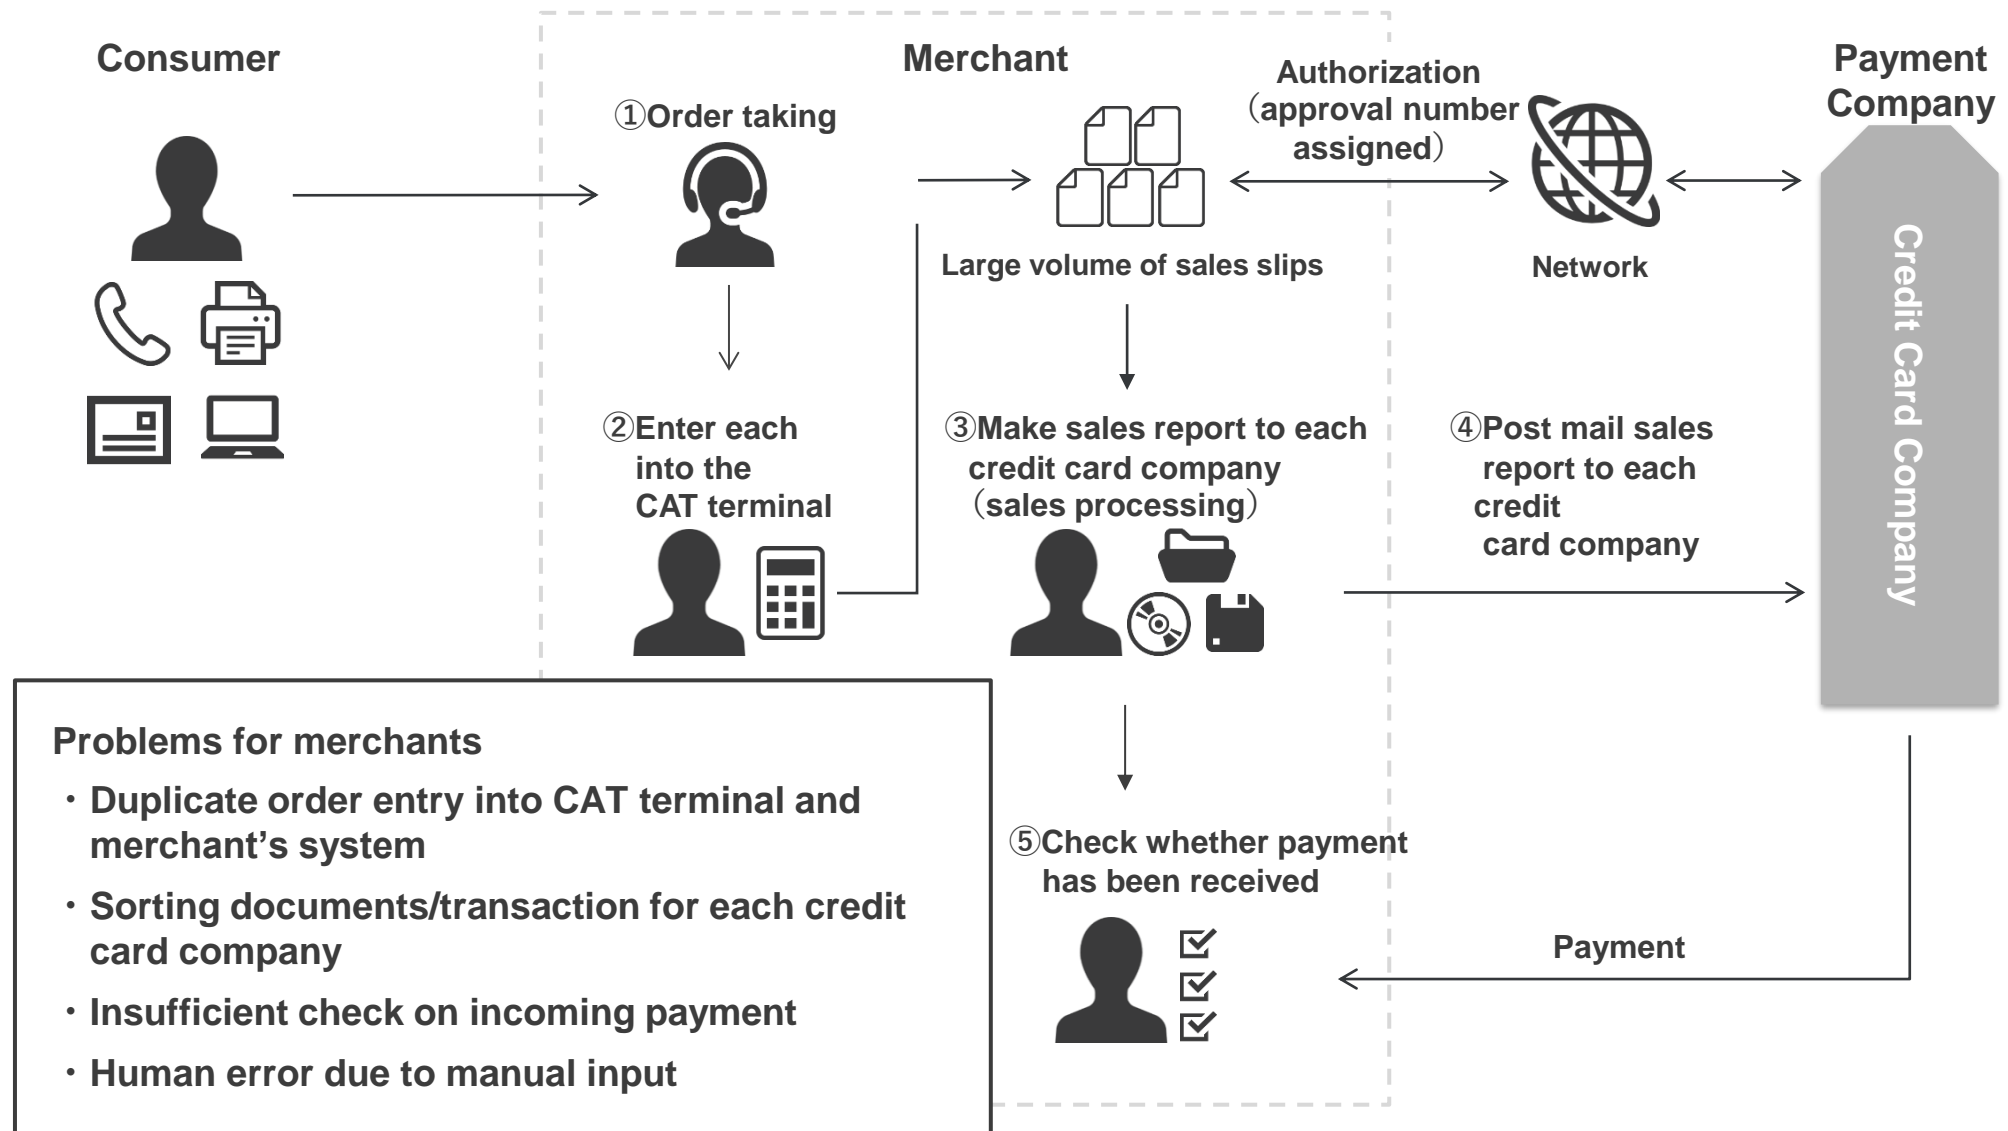 Consumer
Merchant
Payment
Company
①Order taking
Authorization
（approval number
assigned）
Large volume of sales slips
Network
Credit Card Company
②Enter each
into the
CAT terminal
③Make sales report to each
credit card company
（sales processing）
④Post mail sales
report to each
credit
card company
⑤Check whether payment
has been received
Payment
Problems for merchants
・Duplicate order entry into CAT terminal and
merchant’s system
・Sorting documents/transaction for each credit
card company
・Insufficient check on incoming payment
・Human error due to manual input